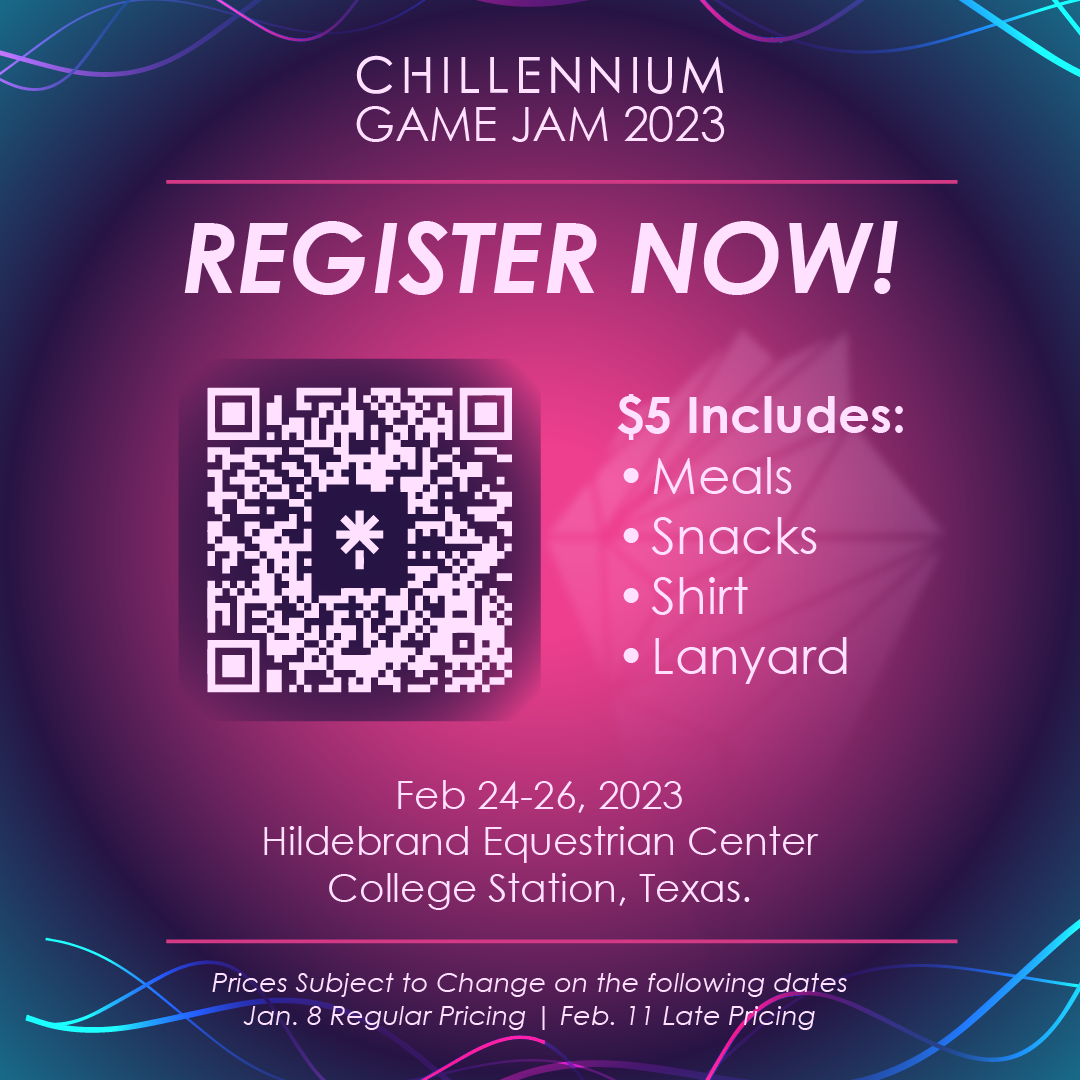 CHILLENNIUM
GAME JAM 2023
REGISTER NOW!
$5 Includes:
• Meals
• Snacks
• Shirt
• Lanyard
Feb 24-26, 2023
Hildebrand Equestrian Center
College Station, Texas.
Prices Subject to Change on the following dates
Jan. 8 Regular Pricing | Feb. 11 Late Pricing